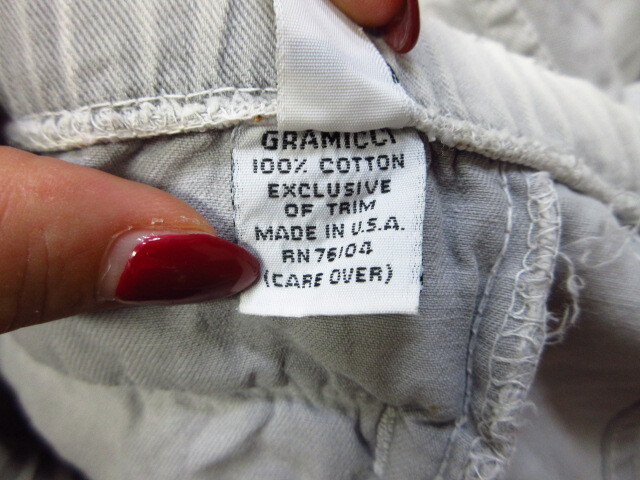 GRAMICCI
100% COTTON
EXCLUSIVE
OF TRIM
MADE IN U.S.A.
RN 76104
(CARE OVER)